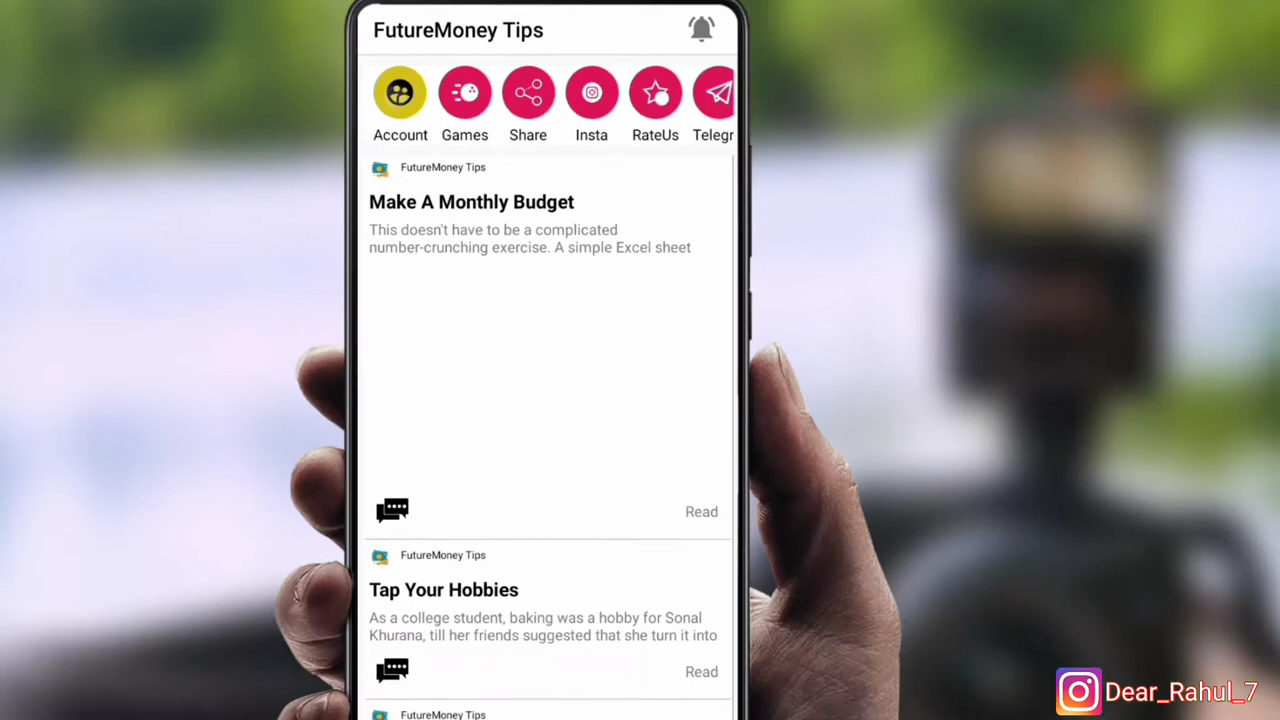 FutureMoney Tips
Account Games Share Insta RateUs Telegr
FutureMoney Tips
Make A Monthly Budget
This doesn't have to be a complicated
number-crunching exercise. A simple Excel sheet
Read
FutureMoney Tips
Tap Your Hobbies
As a college student, baking was a hobby for Sonal
Khurana, till her friends suggested that she turn it into
Read
FutureMoney Tips
Dear_Rahul_7